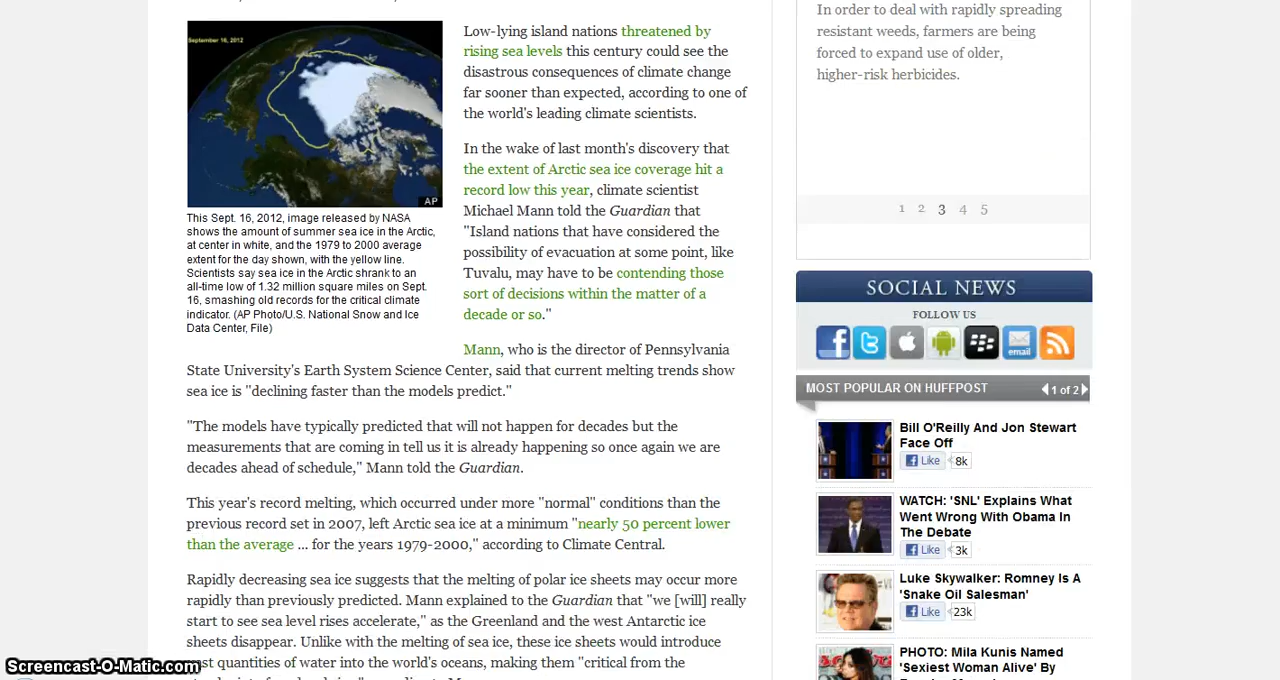 September 16, 2012
AP
This Sept. 16, 2012, image released by NASA
shows the amount of summer sea ice in the Arctic,
at center in white, and the 1979 to 2000 average
extent for the day shown, with the yellow line.
Scientists say sea ice in the Arctic shrank to an
all-time low of 1.32 million square miles on Sept.
16, smashing old records for the critical climate
indicator. (AP Photo/U.S. National Snow and Ice
Data Center, File)
Low-lying island nations threatened by
rising sea levels this century could see the
disastrous consequences of climate change
far sooner than expected, according to one of
the world's leading climate scientists.
In the wake of last month's discovery that
the extent of Arctic sea ice coverage hit a
record low this year, climate scientist
Michael Mann told the Guardian that
"Island nations that have considered the
possibility of evacuation at some point, like
Tuvalu, may have to be contending those
sort of decisions within the matter of a
decade or so."
Mann, who is the director of Pennsylvania
State University's Earth System Science Center, said that current melting trends show
sea ice is "declining faster than the models predict."
"The models have typically predicted that will not happen for decades but the
measurements that are coming in tell us it is already happening so once again we are
decades ahead of schedule," Mann told the Guardian.
This year's record melting, which occurred under more "normal" conditions than the
previous record set in 2007, left Arctic sea ice at a minimum "nearly 50 percent lower
than the average ... for the years 1979-2000," according to Climate Central.
Rapidly decreasing sea ice suggests that the melting of polar ice sheets may occur more
rapidly than previously predicted. Mann explained to the Guardian that "we [will] really
start to see sea level rises accelerate," as the Greenland and the west Antarctic ice
sheets disappear. Unlike with the melting of sea ice, these ice sheets would introduce
quantities of water into the world's oceans, making them "critical from the
In order to deal with rapidly spreading
resistant weeds, farmers are being
forced to expand use of older,
higher-risk herbicides.
1 2 3 4 5
SOCIAL NEWS
FOLLOW US
email
MOST POPULAR ON HUFFPOST
1 of 2
Bill O'Reilly And Jon Stewart
Face Off
Like 8k
WATCH: 'SNL' Explains What
Went Wrong With Obama In
The Debate
Like 3k
Luke Skywalker: Romney Is A
'Snake Oil Salesman'
Like 23k
PHOTO: Mila Kunis Named
'Sexiest Woman Alive' By
Screencast-O-Matic.com